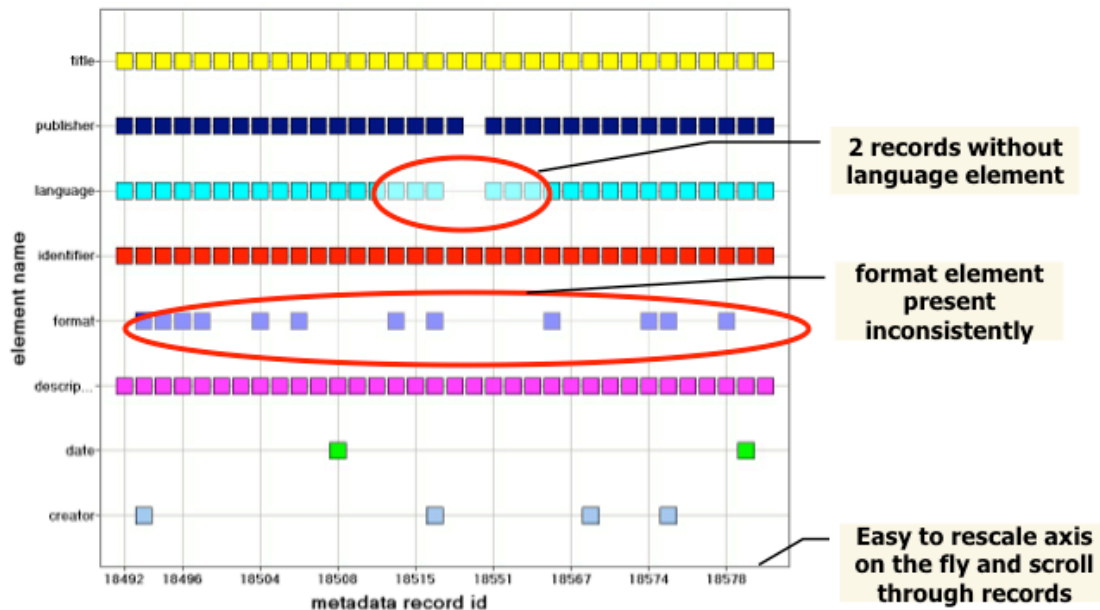 title
publisher
language
identifier
format
descrip...
date
creator
element name
18492 18496 18504 18508 18515 18551 18567 18574 18578
metadata record id
2 records without
language element
format element
present
inconsistently
Easy to rescale axis
on the fly and scroll
through records